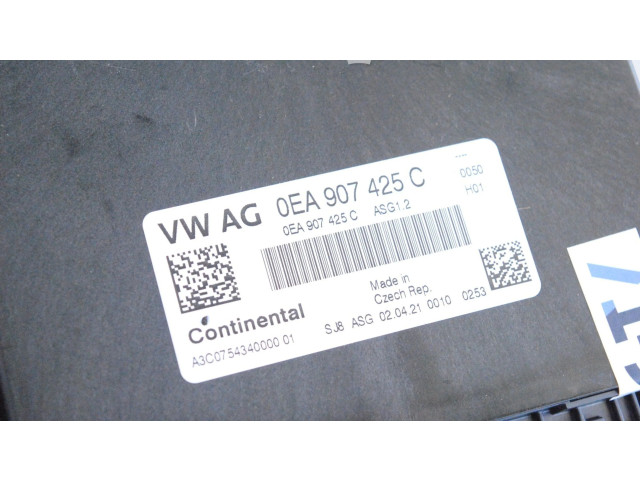 VW AG 0EA 907 425 C
0EA 907 425 C ASG1.2
0050
H01
Made in
Czech Rep.
Continental
A3C0754340000 01
SJ8 ASG 02.04.21 0010 0253